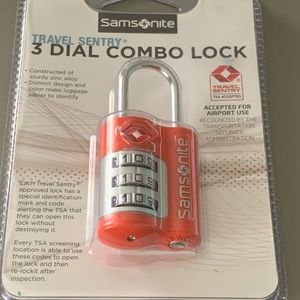 Samsonite
TRAVEL SENTRY®
3 DIAL COMBO LOCK
• Constructed of
sturdy zinc alloy
• Distinct design and
color make luggage
easier to identify
TRAVEL
SENTRY
TSA ACCEPTED
ACCEPTED FOR
AIRPORT USE
RECOGNIZED BY THE
TRANSPORTATION
SECURITY
ADMINISTRATION
Samsonite
"Each Travel Sentry®
approved lock has a
special identification
mark and code
alerting the TSA that
they can open this
lock without
destroying it.
Every TSA screening
location is able to use
these codes to open
the lock and then
re-lockit after
inspection."